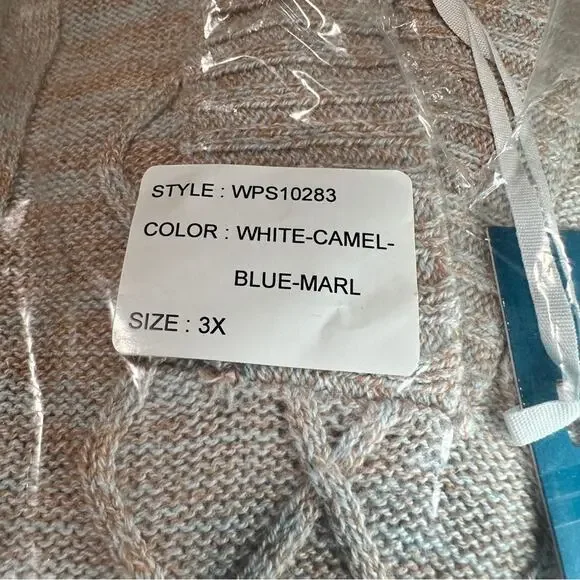 STYLE : WPS10283
COLOR : WHITE-CAMEL-
BLUE-MARL
SIZE : 3X